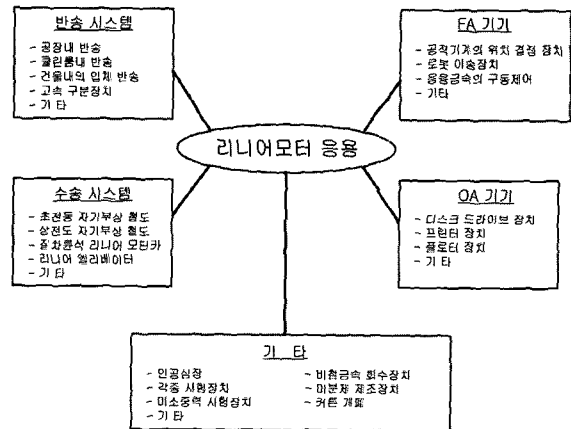 반송 시스템
- 공장내 반송
- 클린룸내 반송
- 건물내의 입체 반송
- 고속 구분장치
- 기 타
FA 기기
- 공작기계의 위치 결정 장치
- 로봇 이송장치
- 용융금속의 구동제어
- 기타
리니어모터 응용
수송 시스템
- 초전동 자기부상 철도
- 상전도 자기부상 철도
- 리니어 모터카
- 리니어 엘리베이터
- 기 타
OA 기기
- 디스크 드라이브 장치
- 프린터 장치
- 플로터 장치
- 기 타
기 타
- 인공심장
- 각종 시험장치
- 미소중력 시험장치
- 기 타
- 비철금속 회수장치
- 미분체 제조장치
- 커튼 개폐